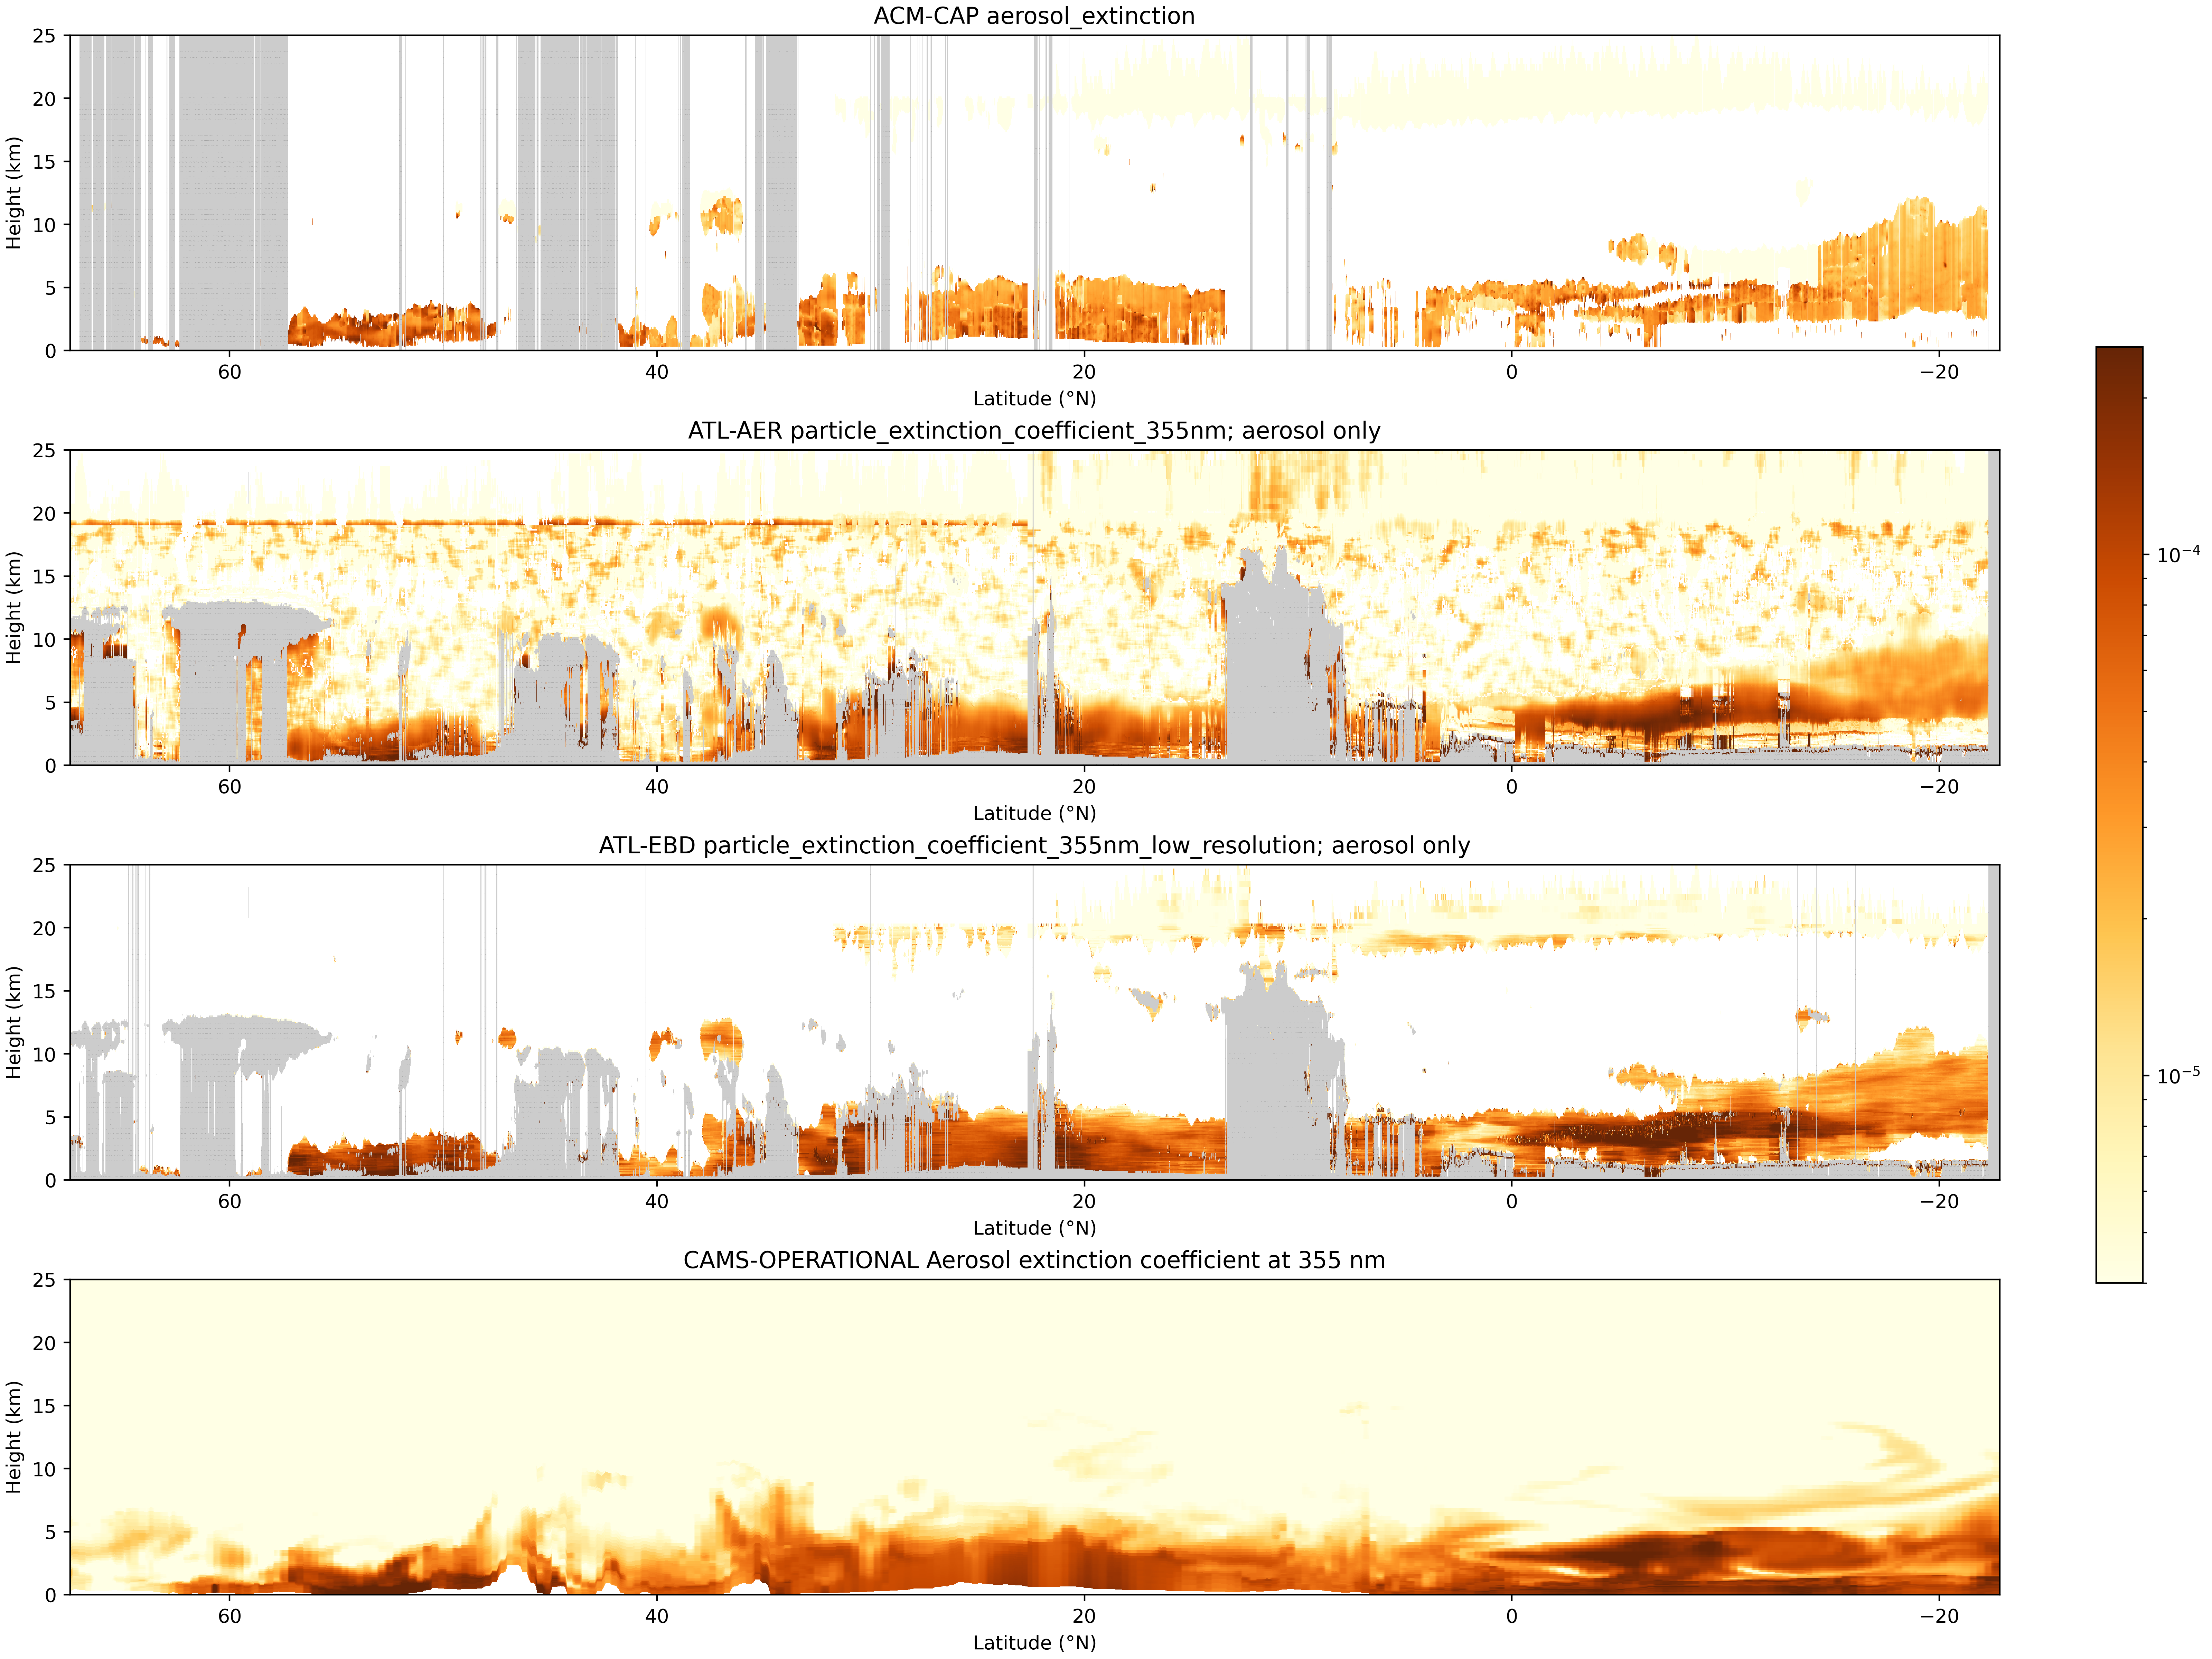 ACM-CAP aerosol_extinction
25
20
15
10
5
0
Height (km)
60 40 20 0 −20
Latitude (°N)
ATL-AER particle_extinction_coefficient_355nm; aerosol only
25
20
15
10
5
0
Height (km)
60 40 20 0 −20
Latitude (°N)
ATL-EBD particle_extinction_coefficient_355nm_low_resolution; aerosol only
25
20
15
10
5
0
Height (km)
60 40 20 0 −20
Latitude (°N)
CAMS-OPERATIONAL Aerosol extinction coefficient at 355 nm
25
20
15
10
5
0
Height (km)
60 40 20 0 −20
Latitude (°N)
10⁻⁴
10⁻⁵